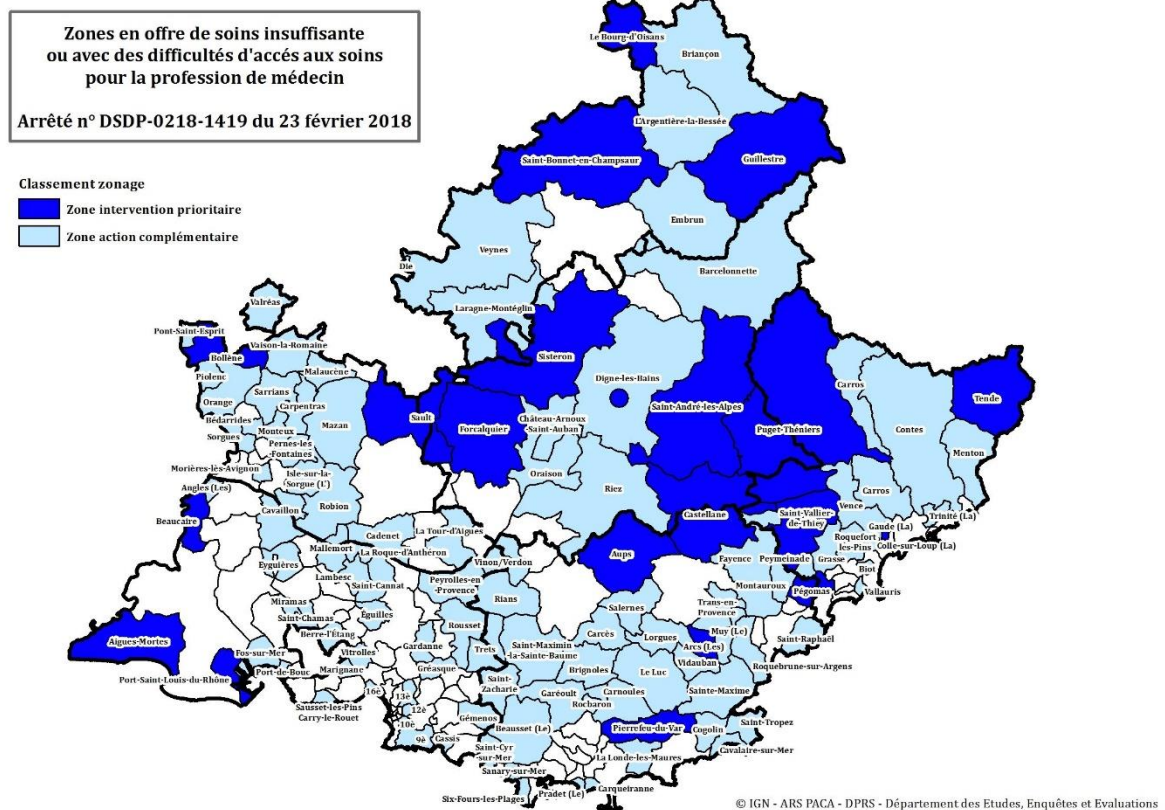 Zones en offre de soins insuffisante
ou avec des difficultés d'accés aux soins
pour la profession de médecin
Arrêté n° DSDP-0218-1419 du 23 février 2018
Classement zonage
Zone intervention prioritaire
Zone action complémentaire
Le Bourg-d'Oisans
Briançon
L'Argentière-la-Bessée
Saint-Bonnet-en-Champsaur
Guillestre
Embrun
Veynes
Die
Barcelonnette
Valréas
Laragne-Montéglin
Pont-Saint-Esprit
Bollène
Vaison-la-Romaine
Sisteron
Malaucène
Piolenc
Digne-les-Bains
Carros
Tende
Orange
Sarrians
Carpentras
Saint-André-les-Alpes
Bédarrides
Mazan
Sault
Château-Arnoux
-Saint-Auban
Forcalquier
Puget-Théniers
Contes
Sorgues
Monteux
Pernes-les
-Fontaines
Menton
Morières-lès-Avignon
Isle-sur-la-
Sorgue (L')
Oraison
Riez
Angles (Les)
Carros
Beaucaire
Cavaillon
Robion
Castellane
Saint-Vallier-
de-Thiey
Vence
Trinité (La)
Gaude (La)
Cadenet
La Tour-d'Aigues
Roquefort
les-Pins
Colle-sur-Loup (La)
Mallemort
La Roque-d'Anthéron
Vinon/Verdon
Aups
Fayence
Peymeinade
Grasse
Biot
Eyguières
Lambesc
Saint-Cannat
Peyrolles-en
-Provence
Rians
Montauroux
Pégomas
Vallauris
Miramas
Saint-Chamas
Éguilles
Salernes
Trans-en-
Provence
Berre-l'Étang
Rousset
Carcès
Lorgues
Muy (Le)
Arcs (Les)
Saint-Raphaël
Aigues-Mortes
Fos-sur-Mer
Vitrolles
Gardanne
Trets
Saint-Maximin
-la-Sainte-Baume
Vidauban
Roquebrune-sur-Argens
Port-Saint-Louis-du-Rhône
Port-de-Bouc
Marignane
Gréasque
Brignoles
Le Luc
Saint-
Zacharie
Garéoult
Carnoules
Sainte-Maxime
Sausset-les-Pins
Carry-le-Rouet
16è
13è
12è
10è
9è
Rocbaron
Gémenos
Cassis
Beausset (Le)
Pierrefeu-du-Var
Cogolin
Saint-Tropez
Saint-Cyr
-sur-Mer
Cavalaire-sur-Mer
La Londe-les-Maures
Sanary-sur-Mer
Carqueiranne
Six-Fours-les-Plages
Pradet (Le)
© IGN - ARS PACA - DPRS - Département des Etudes, Enquêtes et Evaluations